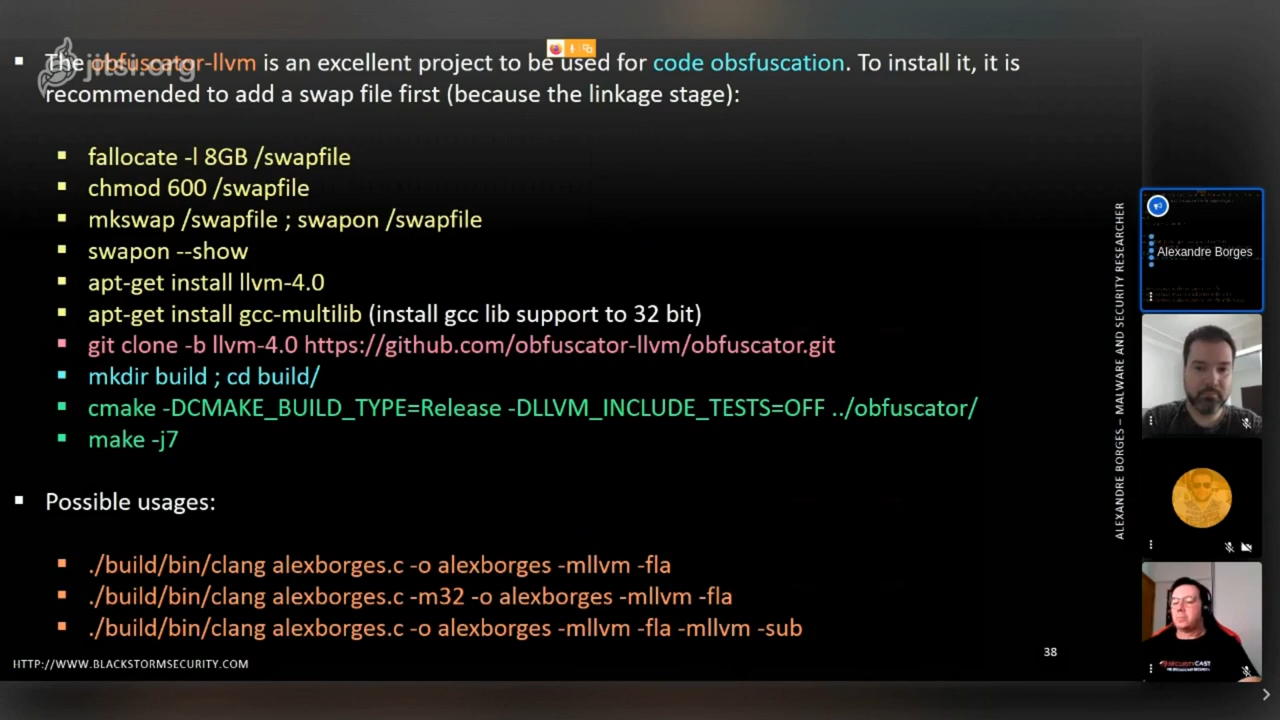 jitsi.org
The obfuscator-llvm is an excellent project to be used for code obsfuscation. To install it, it is
recommended to add a swap file first (because the linkage stage):
fallocate -l 8GB /swapfile
chmod 600 /swapfile
mkswap /swapfile ; swapon /swapfile
swapon --show
apt-get install llvm-4.0
apt-get install gcc-multilib (install gcc lib support to 32 bit)
git clone -b llvm-4.0 https://github.com/obfuscator-llvm/obfuscator.git
mkdir build ; cd build/
cmake -DCMAKE_BUILD_TYPE=Release -DLLVM_INCLUDE_TESTS=OFF ../obfuscator/
make -j7
Possible usages:
./build/bin/clang alexborges.c -o alexborges -mllvm -fla
./build/bin/clang alexborges.c -m32 -o alexborges -mllvm -fla
./build/bin/clang alexborges.c -o alexborges -mllvm -fla -mllvm -sub
38
HTTP://WWW.BLACKSTORMSECURITY.COM
ALEXANDRE BORGES – MALWARE AND SECURITY RESEARCHER
Alexandre Borges
SECURITYCAST